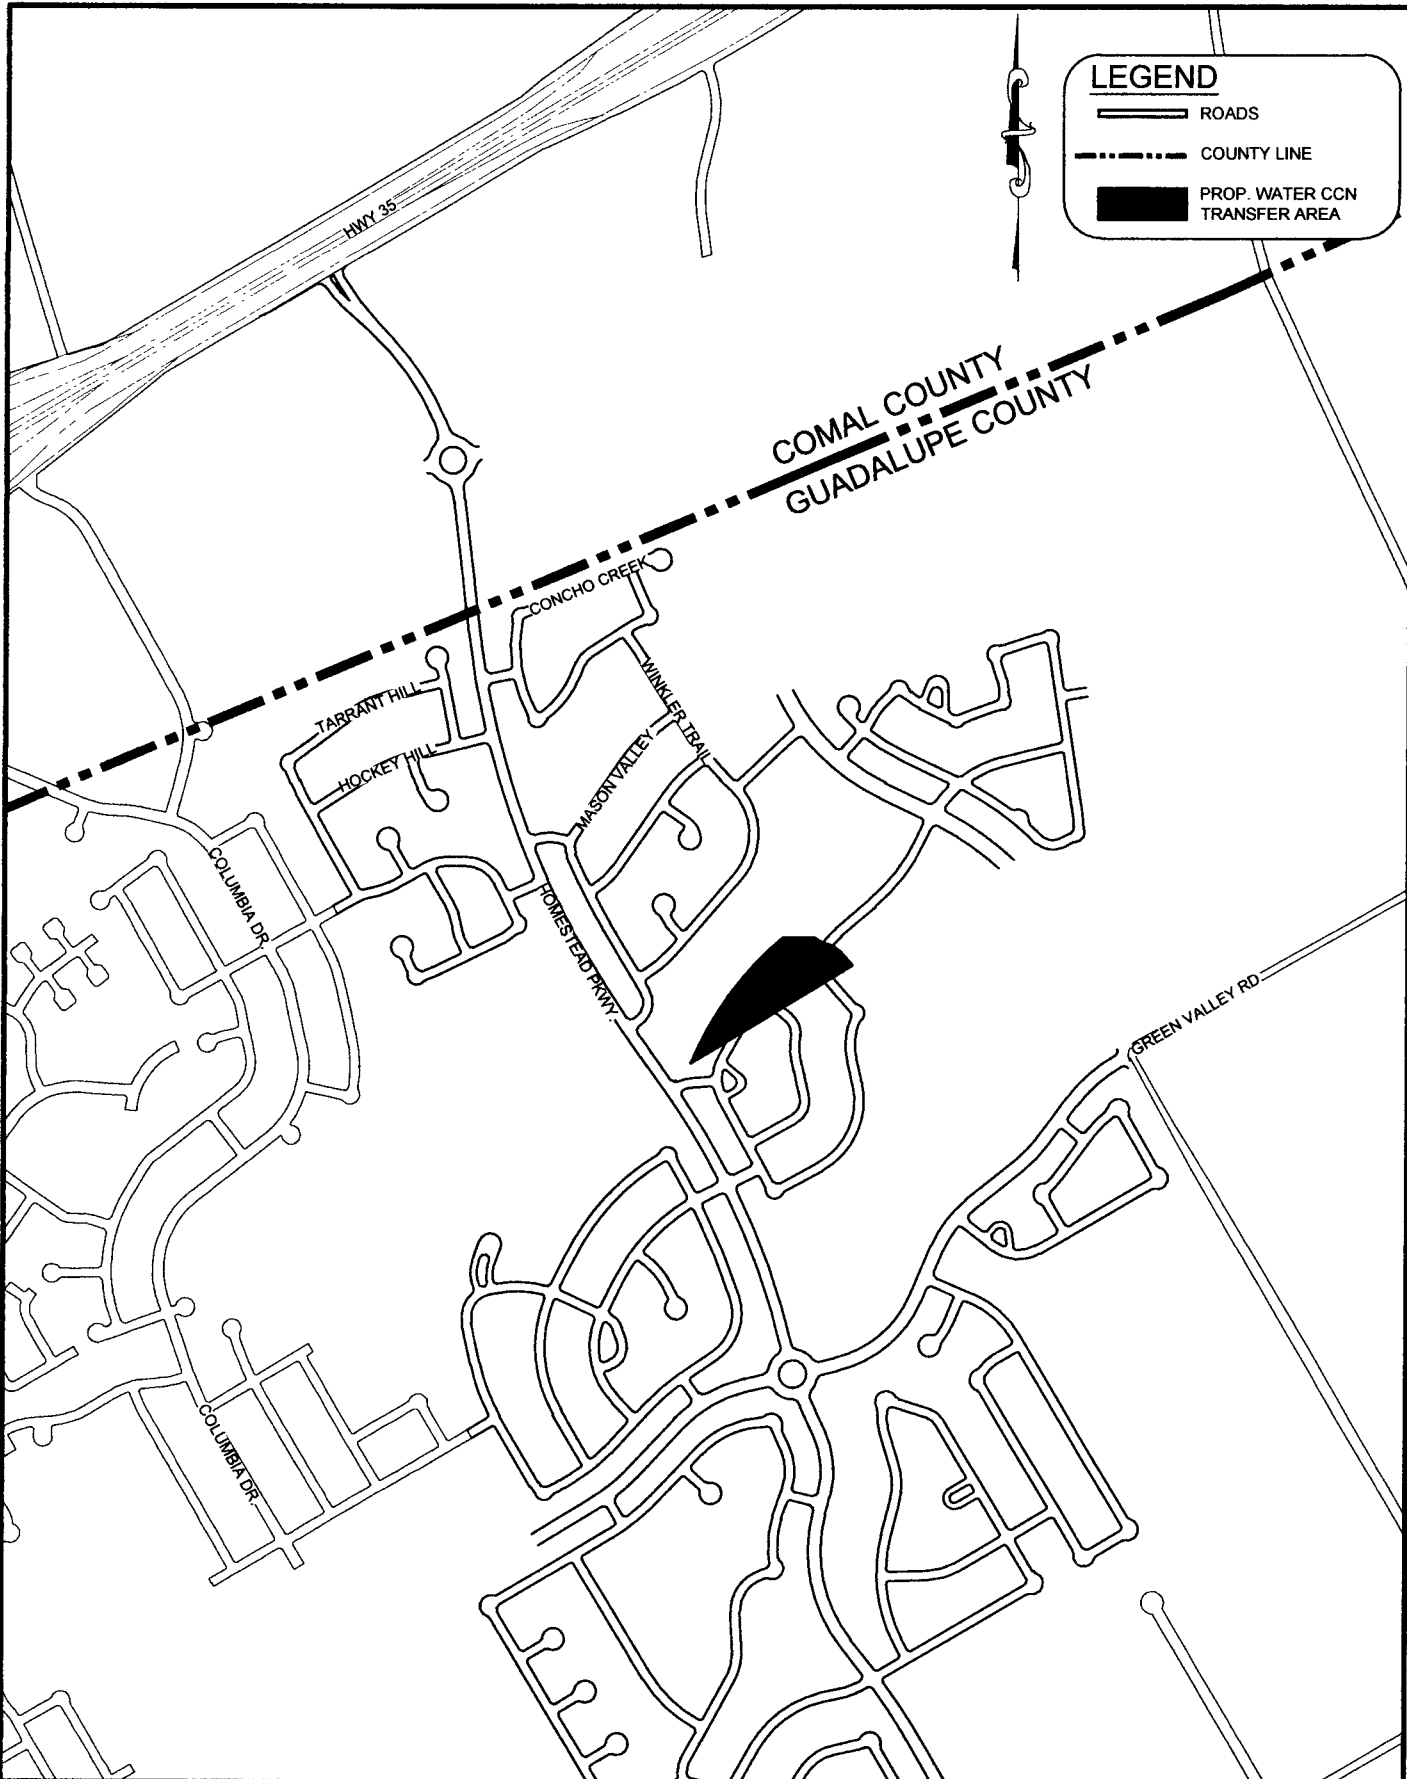 LEGEND
ROADS
COUNTY LINE
PROP. WATER CCN
TRANSFER AREA
HWY 35
COMAL COUNTY
GUADALUPE COUNTY
CONCHO CREEK
WINKLER TRAIL
TARRANT HILL
HOCKEY HILL
MASON VALLEY
COLUMBIA DR.
HOMESTEAD PKWY.
GREEN VALLEY RD
COLUMBIA DR.